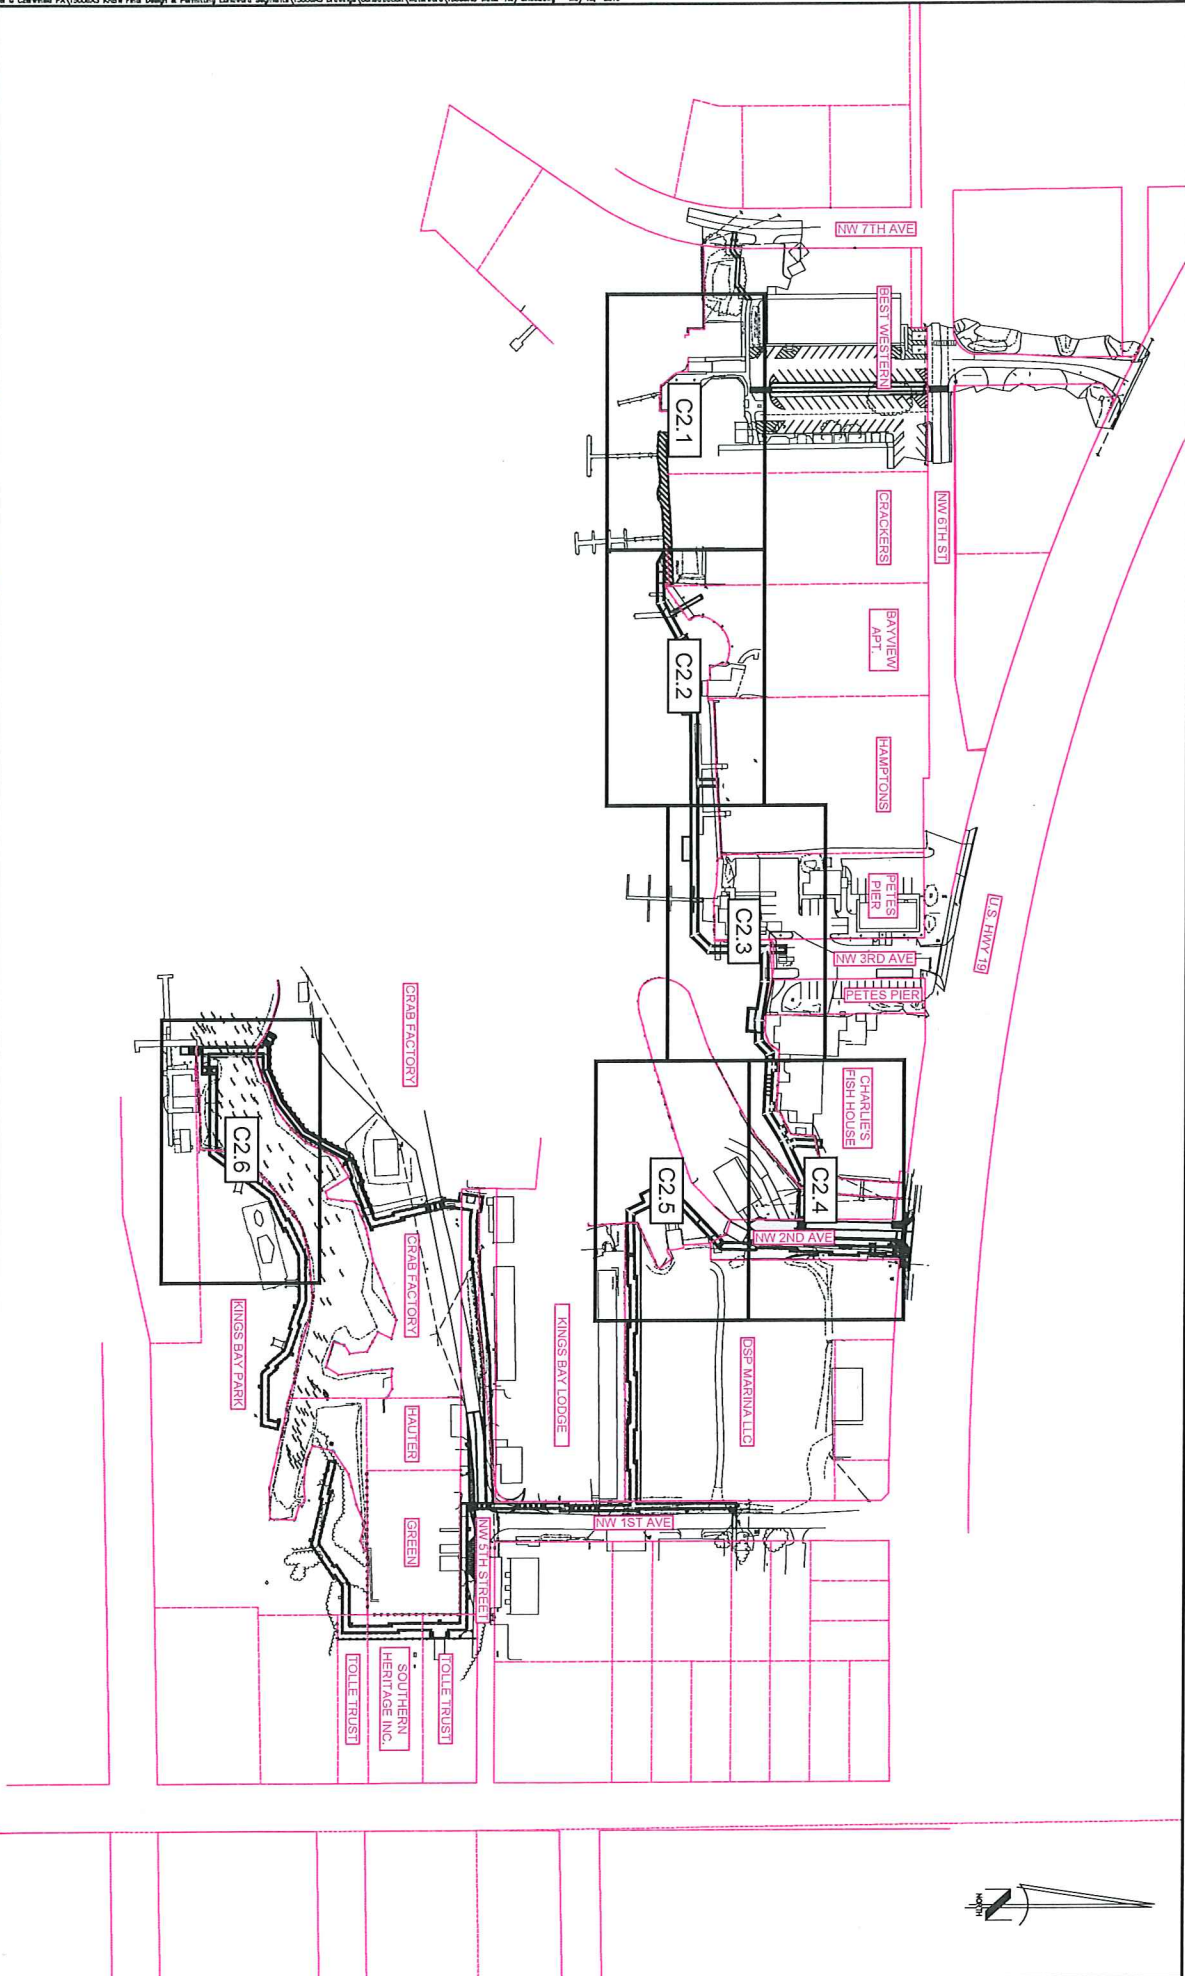 NW 7TH AVE
BEST WESTERN
C2.1
CRACKERS
NW 6TH ST
BAYVIEW
APT.
C2.2
HAMPTONS
PETES
PIER
U.S. HWY 19
C2.3
NW 3RD AVE
PETES PIER
CHARLIE'S
FISH HOUSE
C2.4
C2.5
NW 2ND AVE
CRAB FACTORY
C2.6
CRAB FACTORY
KINGS BAY PARK
KINGS BAY LODGE
DSP MARINA LLC
HAUTER
GREEN
NW 5TH STREET
NW 1ST AVE
TOLLE TRUST
SOUTHERN
HERITAGE INC.
TOLLE TRUST
NORTH